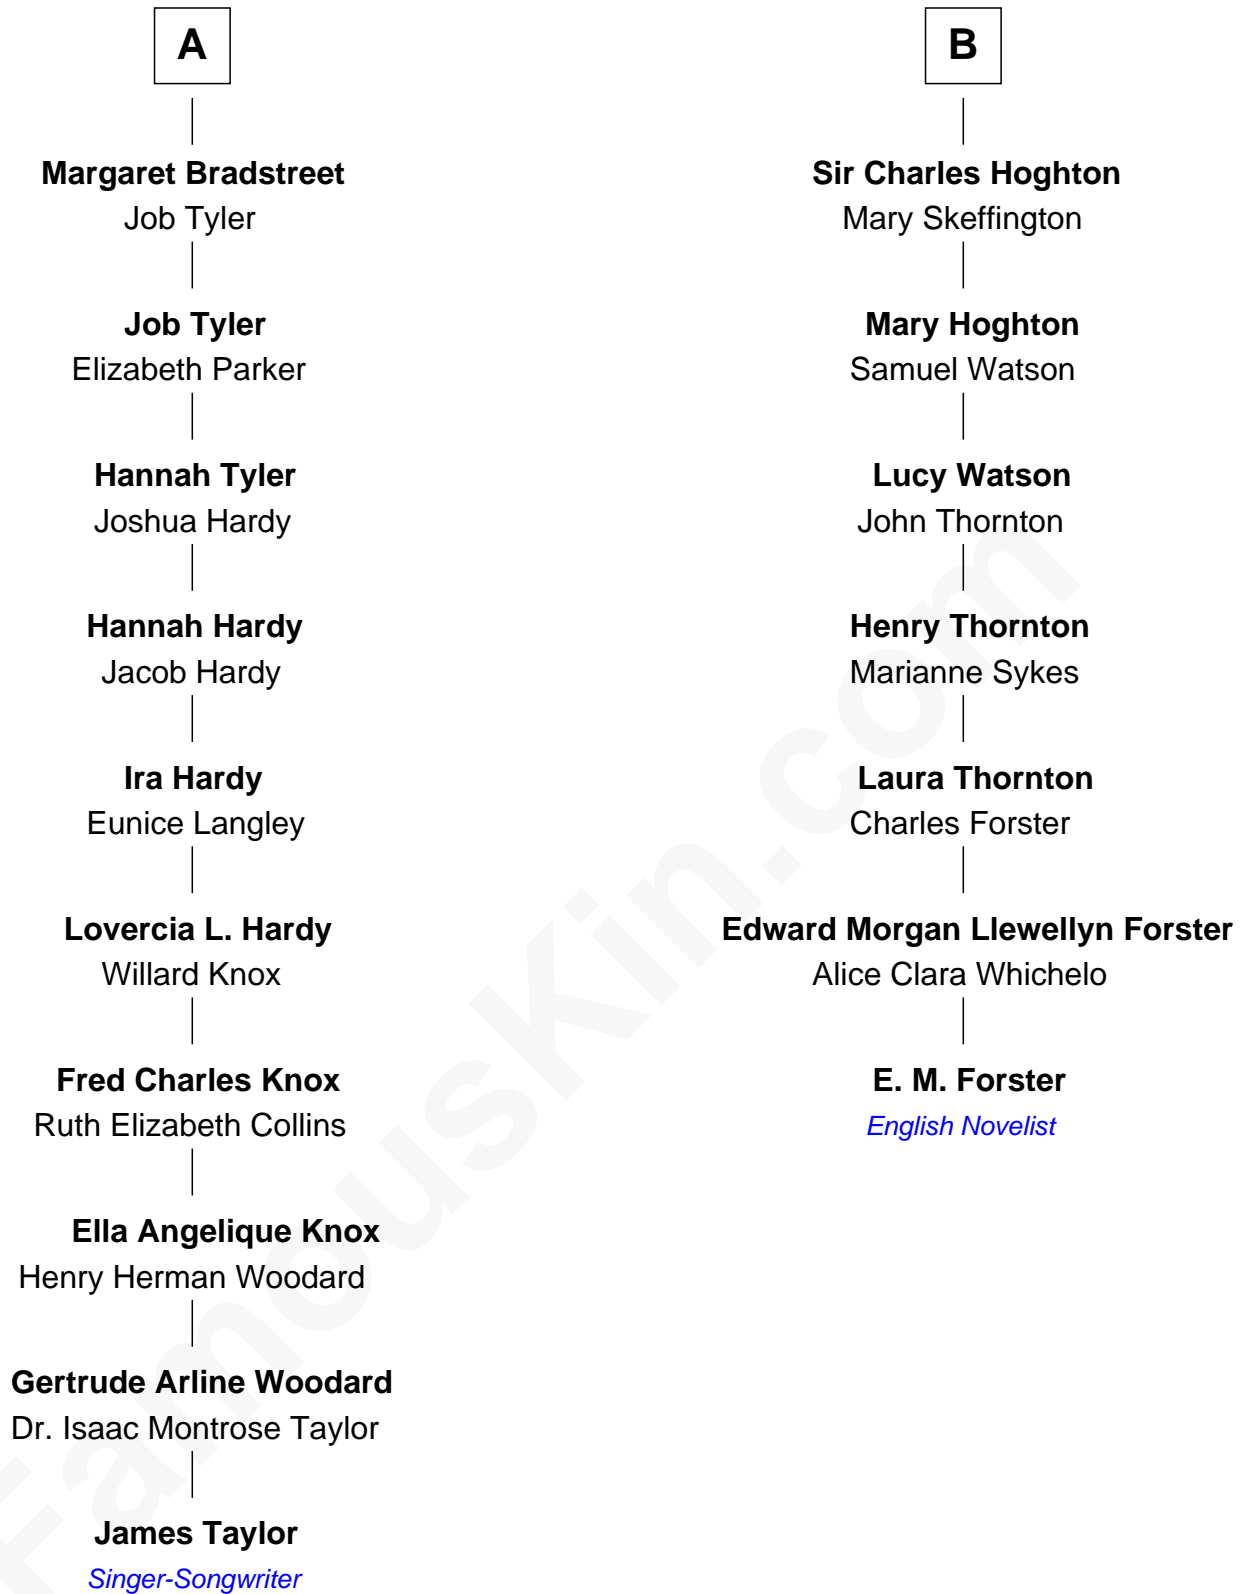 A
Margaret Bradstreet
Job Tyler
Job Tyler
Elizabeth Parker
Hannah Tyler
Joshua Hardy
Hannah Hardy
Jacob Hardy
Ira Hardy
Eunice Langley
Lovercia L. Hardy
Willard Knox
Fred Charles Knox
Ruth Elizabeth Collins
Ella Angelique Knox
Henry Herman Woodard
Gertrude Arline Woodard
Dr. Isaac Montrose Taylor
James Taylor
Singer-Songwriter
B
Sir Charles Hoghton
Mary Skeffington
Mary Hoghton
Samuel Watson
Lucy Watson
John Thornton
Henry Thornton
Marianne Sykes
Laura Thornton
Charles Forster
Edward Morgan Llewellyn Forster
Alice Clara Whichelo
E. M. Forster
English Novelist
FamousKin.com